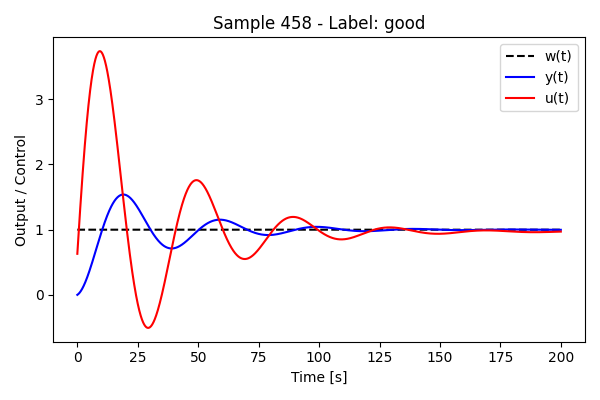 Sample 458 - Label: good
w(t)
y(t)
u(t)
Output / Control
3
2
1
0
0 25 50 75 100 125 150 175 200
Time [s]